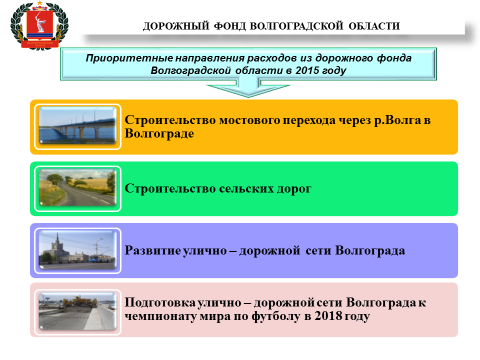 ДОРОЖНЫЙ ФОНД ВОЛГОГРАДСКОЙ ОБЛАСТИ
Приоритетные направления расходов из дорожного фонда
Волгоградской области в 2015 году
Строительство мостового перехода через р.Волга в
Волгограде
Строительство сельских дорог
Развитие улично – дорожной сети Волгограда
Подготовка улично – дорожной сети Волгограда к
чемпионату мира по футболу в 2018 году